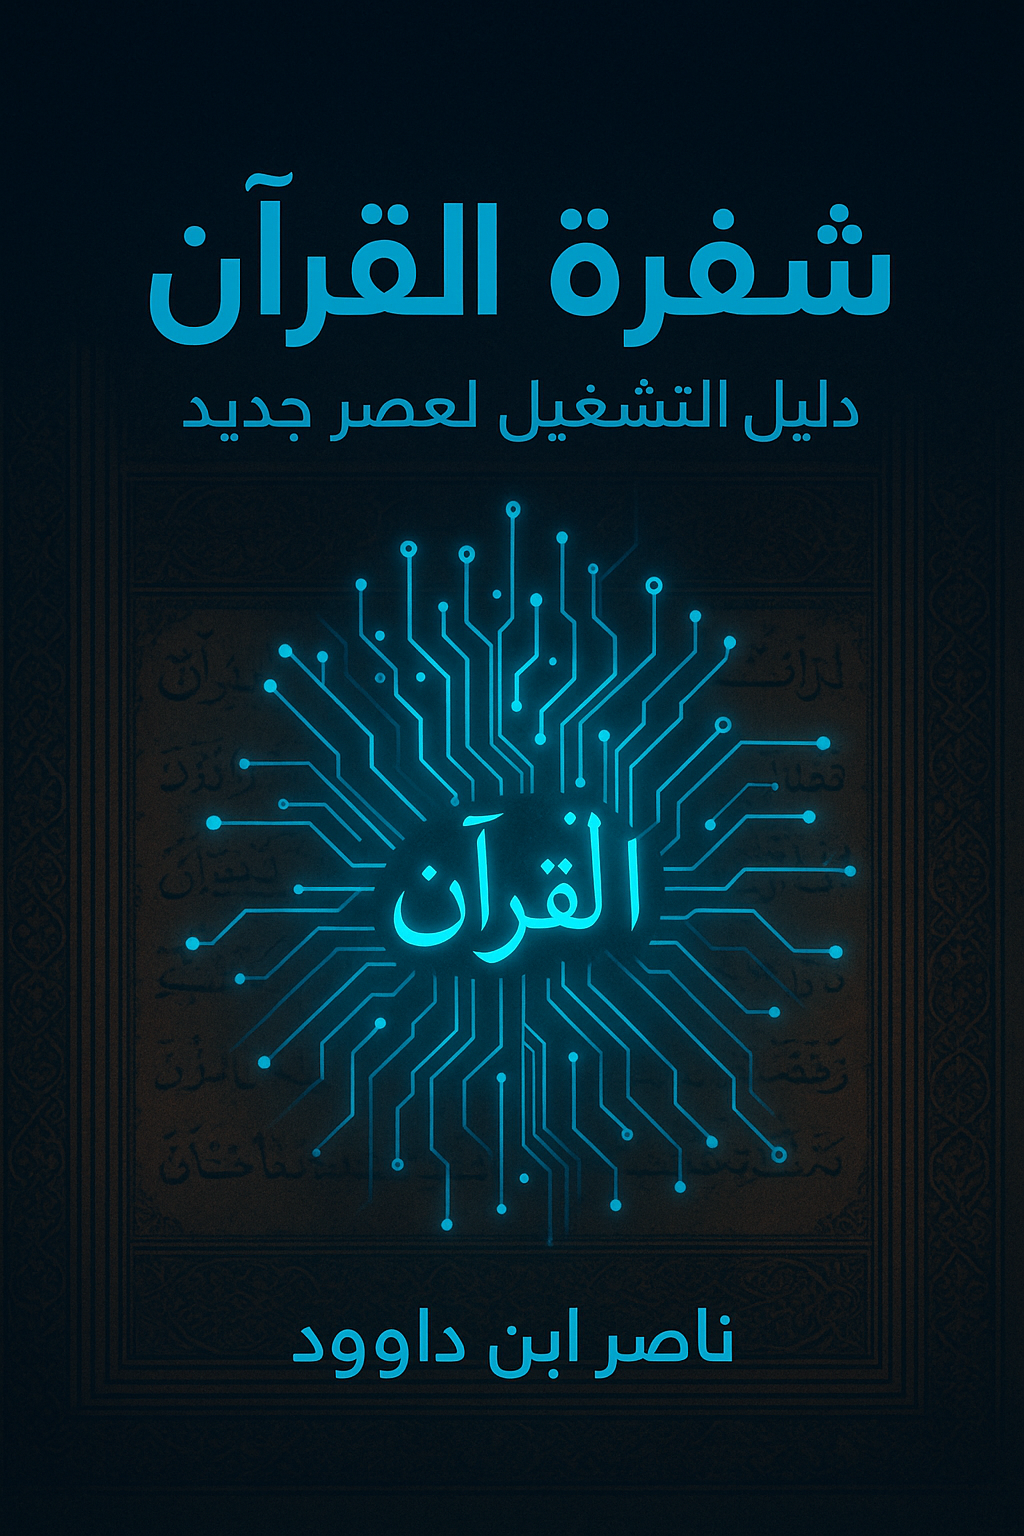 شفرة القرآن
دليل التشغيل لعصر جديد
القرآن
ناصر ابن داوود